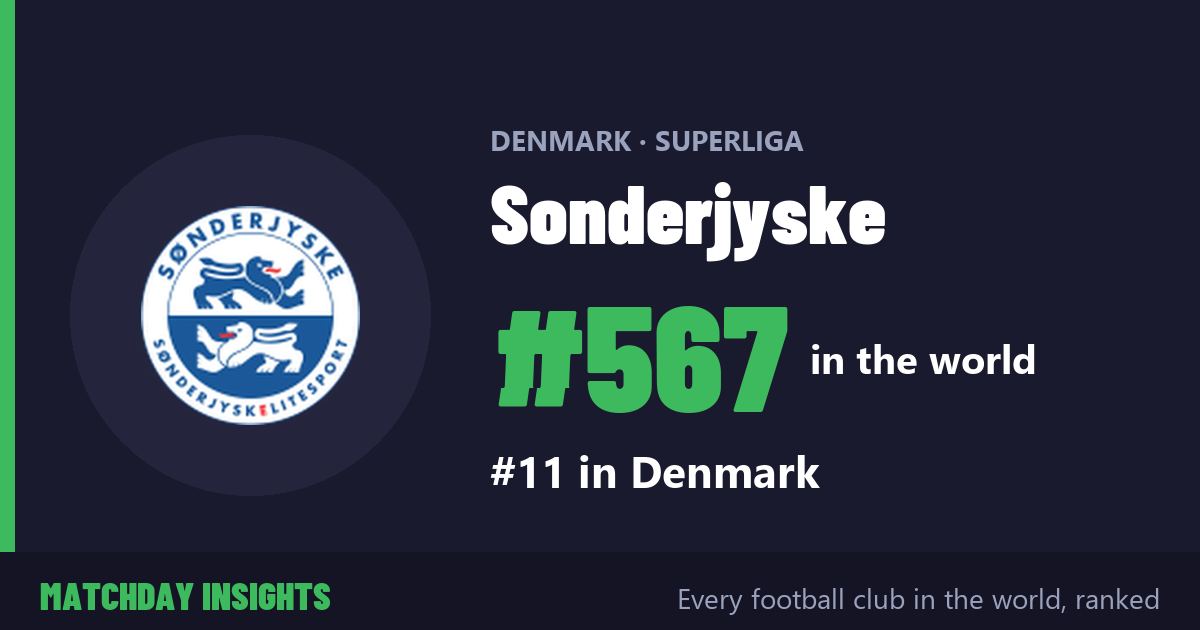 SØNDERJYSKE
SØNDERJYSKELITESPORT
DENMARK · SUPERLIGA
Sonderjyske
#567 in the world
#11 in Denmark
MATCHDAY INSIGHTS
Every football club in the world, ranked